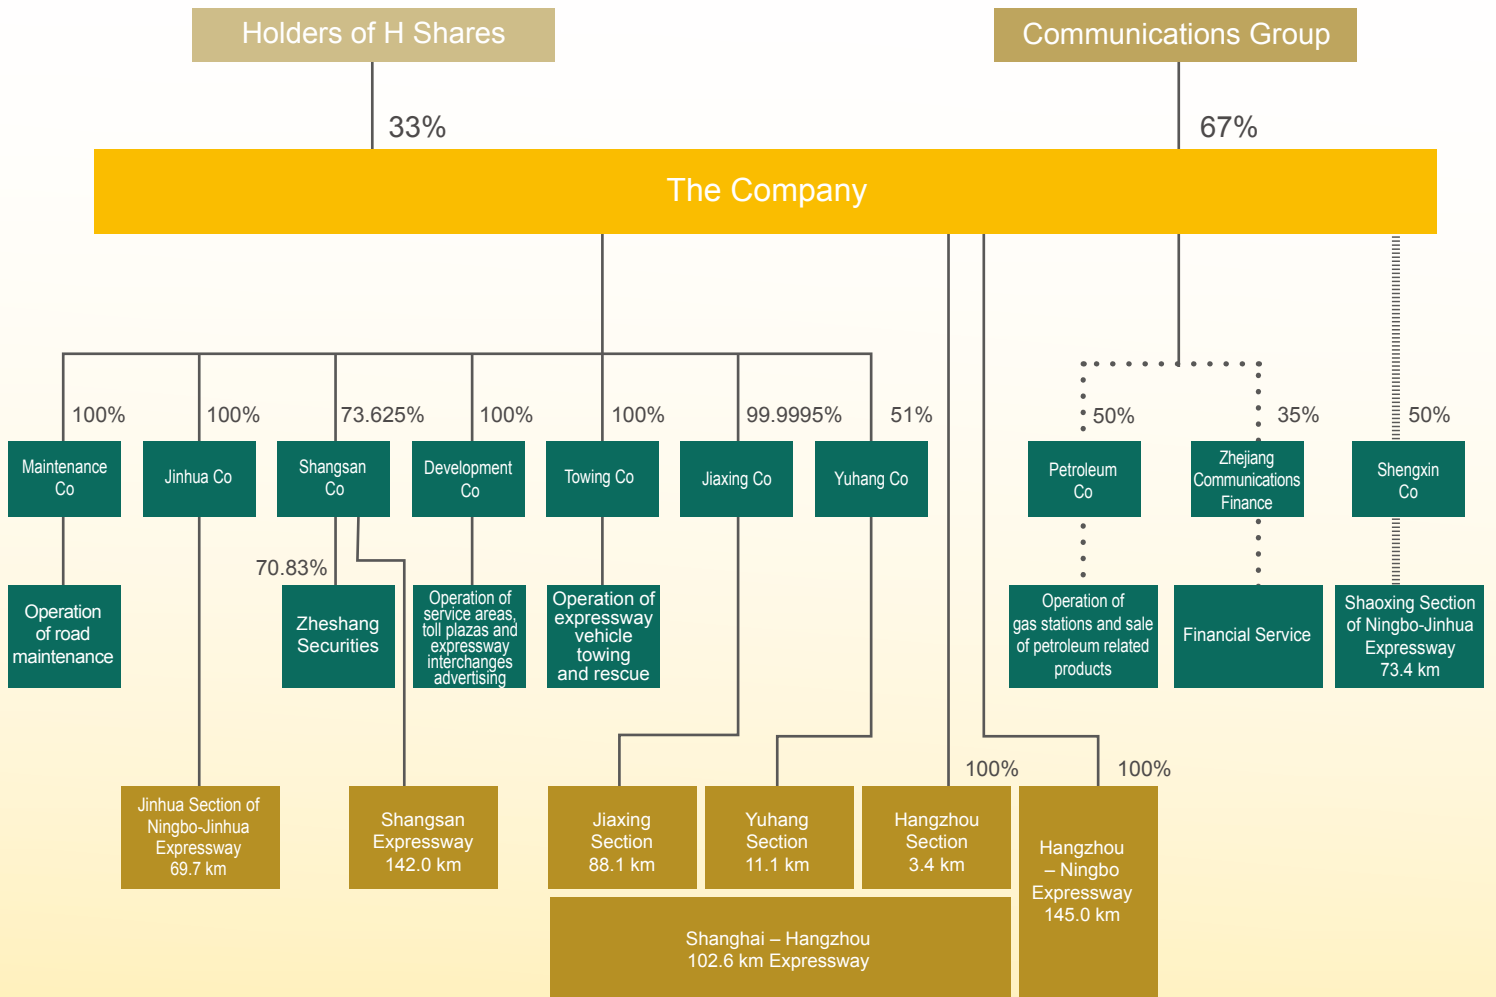 Holders of H Shares
Communications Group
33%
67%
The Company
100%
100%
73.625%
100%
100%
99.9995%
51%
50%
35%
50%
Maintenance
Co
Jinhua Co
Shangsan
Co
Development
Co
Towing Co
Jiaxing Co
Yuhang Co
Petroleum
Co
Zhejiang
Communications
Finance
Shengxin
Co
70.83%
Operation
of road
maintenance
Zheshang
Securities
Operation of
service areas,
toll plazas and
expressway
interchanges
advertising
Operation of
expressway
vehicle
towing
and rescue
Operation of
gas stations and sale
of petroleum related
products
Financial Service
Shaoxing Section
of Ningbo-Jinhua
Expressway
73.4 km
100%
100%
Jinhua Section of
Ningbo-Jinhua
Expressway
69.7 km
Shangsan
Expressway
142.0 km
Jiaxing
Section
88.1 km
Yuhang
Section
11.1 km
Hangzhou
Section
3.4 km
Hangzhou
– Ningbo
Expressway
145.0 km
Shanghai – Hangzhou
102.6 km Expressway